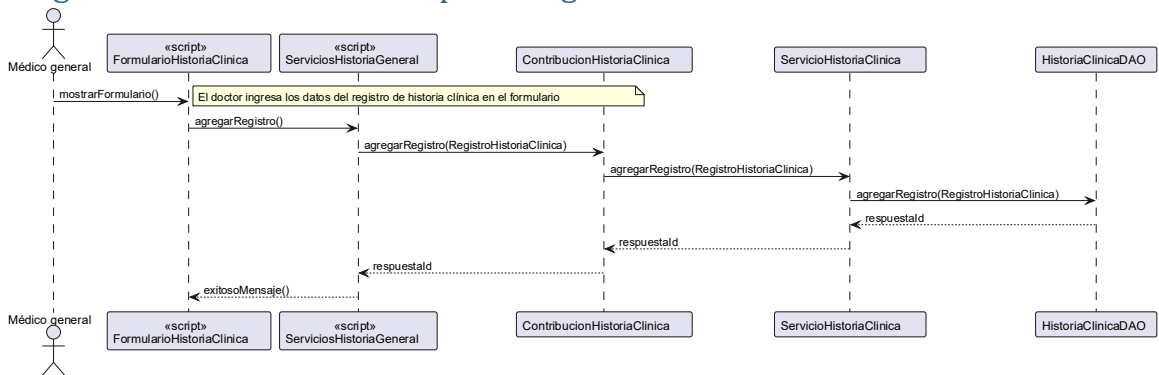 Médico general
«script»
FormularioHistoriaClinica
«script»
ServiciosHistoriaGeneral
ContribucionHistoriaClinica
ServicioHistoriaClinica
HistoriaClinicaDAO
mostrarFormulario()
El doctor ingresa los datos del registro de historia clínica en el formulario
agregarRegistro()
agregarRegistro(RegistroHistoriaClinica)
agregarRegistro(RegistroHistoriaClinica)
agregarRegistro(RegistroHistoriaClinica)
respuestaId
respuestaId
respuestaId
exitosoMensaje()
Médico general
«script»
FormularioHistoriaClinica
«script»
ServiciosHistoriaGeneral
ContribucionHistoriaClinica
ServicioHistoriaClinica
HistoriaClinicaDAO